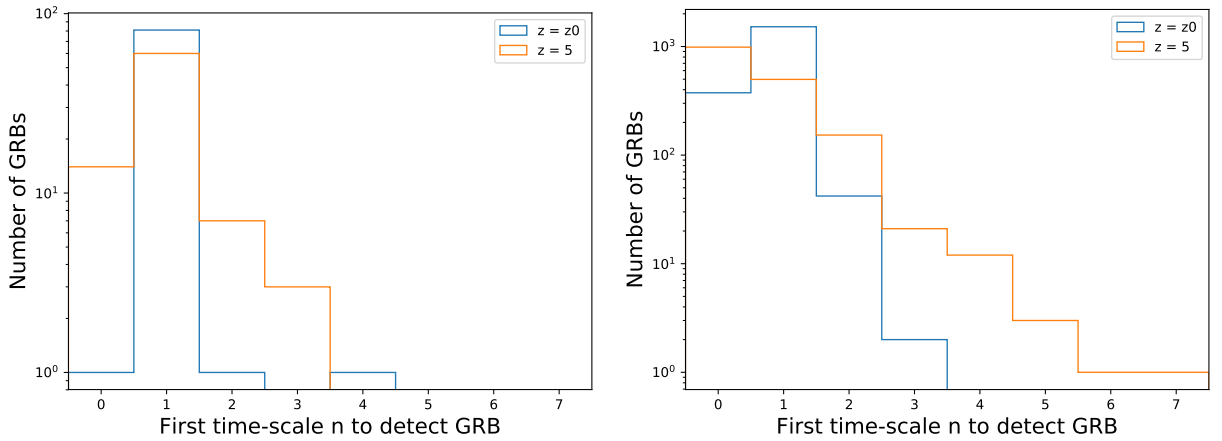 10²
10¹
10⁰
Number of GRBs
0 1 2 3 4 5 6 7
First time-scale n to detect GRB
z = z0
z = 5
10³
10²
10¹
10⁰
Number of GRBs
0 1 2 3 4 5 6 7
First time-scale n to detect GRB
z = z0
z = 5